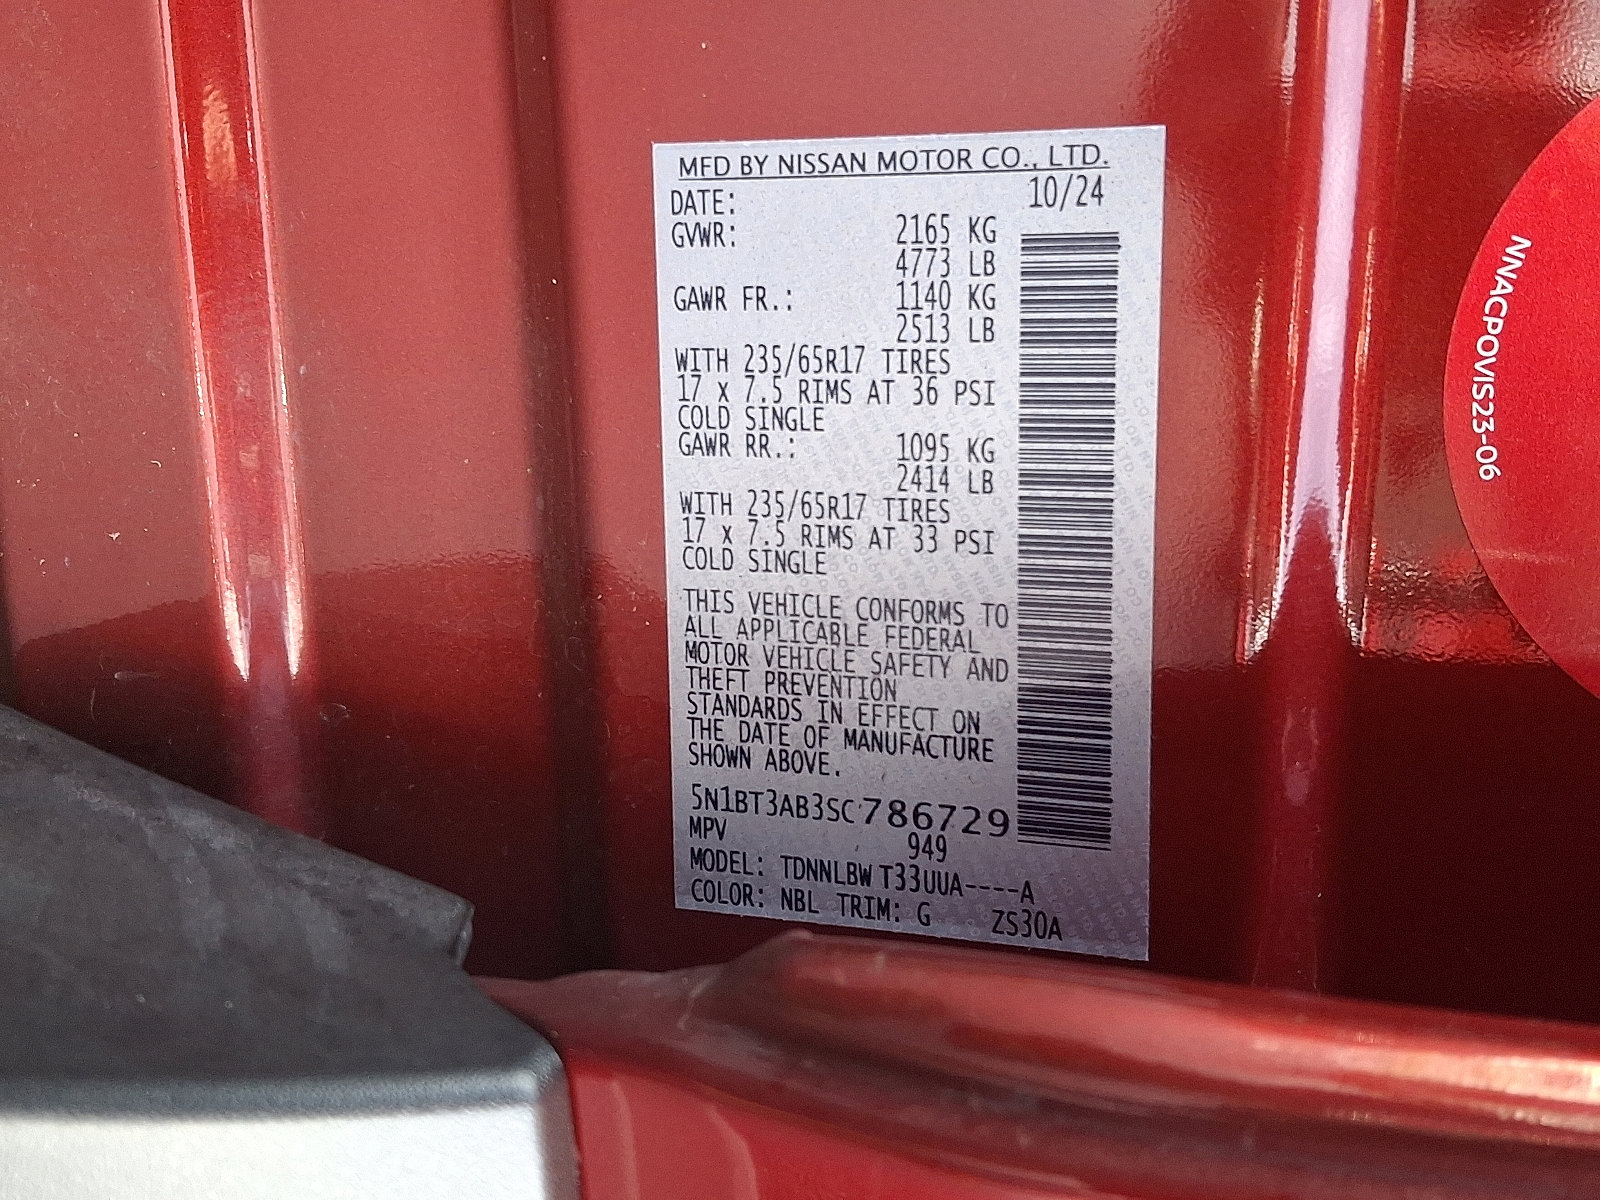 MFD BY NISSAN MOTOR CO., LTD.
DATE: 10/24
GVWR: 2165 KG
4773 LB
GAWR FR.: 1140 KG
2513 LB
WITH 235/65R17 TIRES
17 x 7.5 RIMS AT 36 PSI
COLD SINGLE
GAWR RR.: 1095 KG
2414 LB
WITH 235/65R17 TIRES
17 x 7.5 RIMS AT 33 PSI
COLD SINGLE
THIS VEHICLE CONFORMS TO
ALL APPLICABLE FEDERAL
MOTOR VEHICLE SAFETY AND
THEFT PREVENTION
STANDARDS IN EFFECT ON
THE DATE OF MANUFACTURE
SHOWN ABOVE.
5N1BT3AB3SC786729
MPV 949
MODEL: TDNNLBW T33UUA----A
COLOR: NBL TRIM: G ZS30A
NNACPOVIS23-06